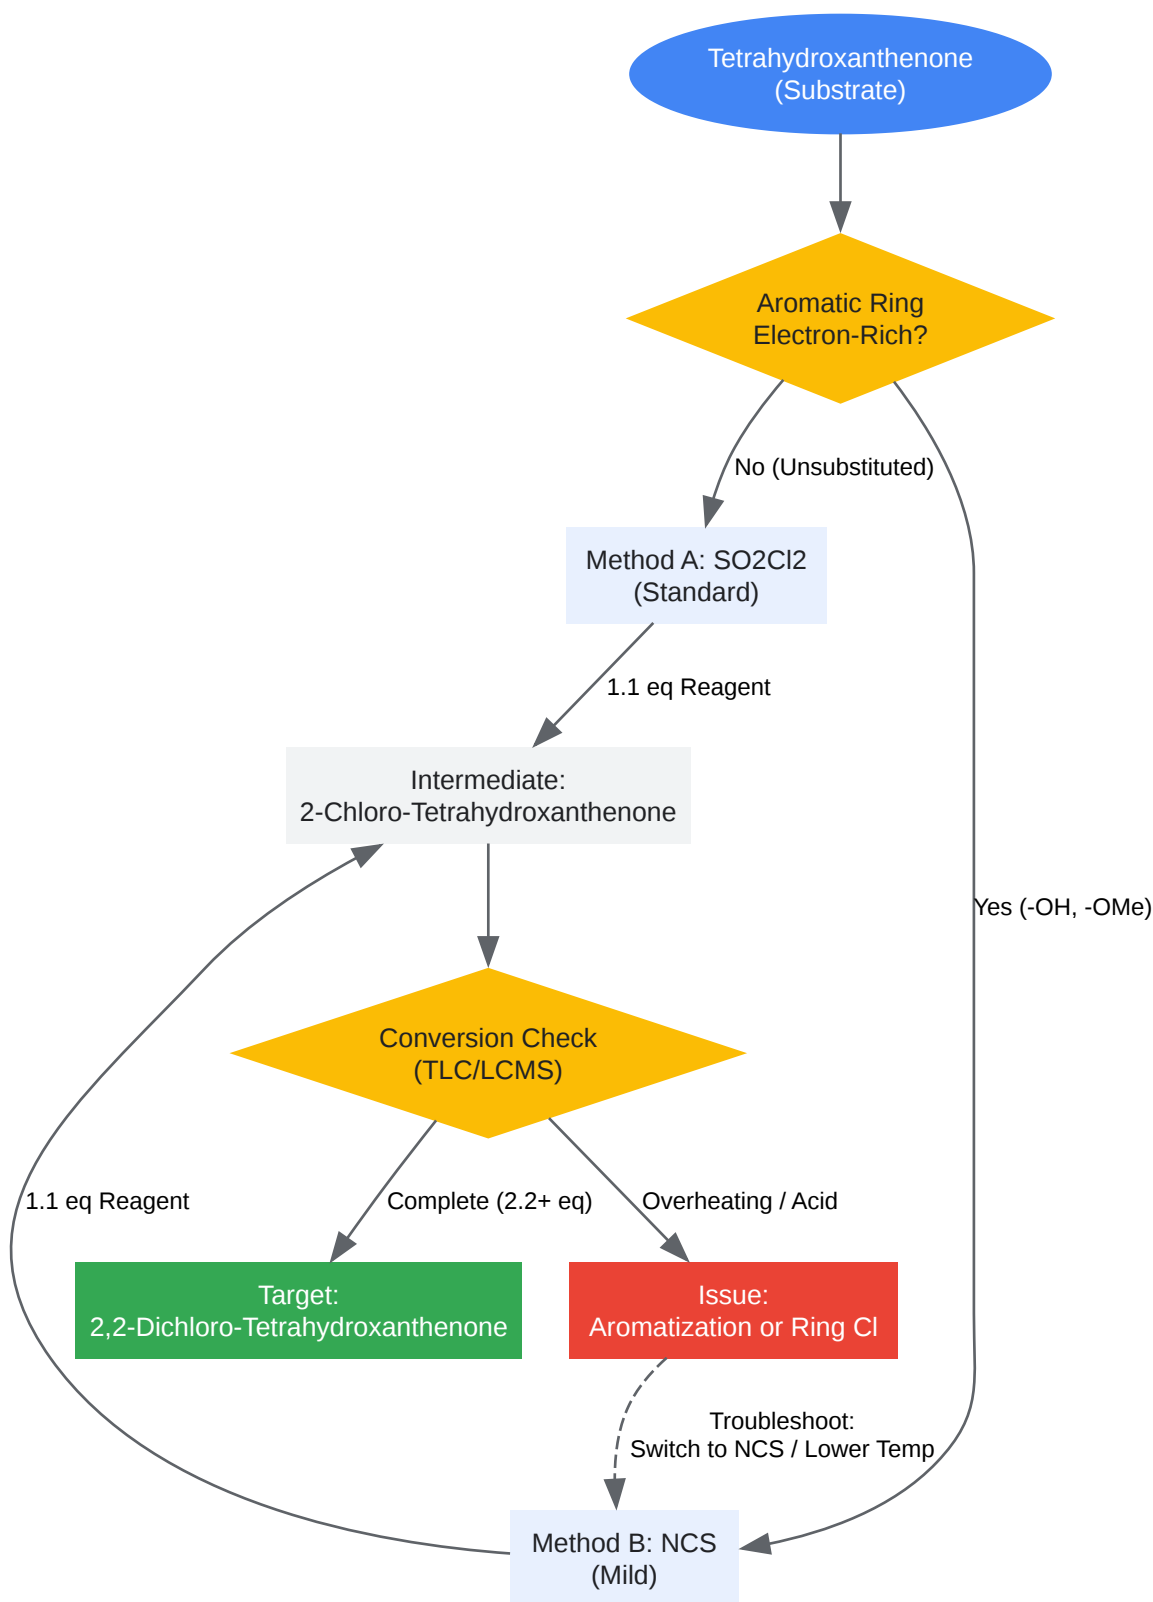 Tetrahydroxanthenone
(Substrate)
Aromatic Ring
Electron-Rich?
No (Unsubstituted)
Method A: SO2Cl2
(Standard)
1.1 eq Reagent
Intermediate:
2-Chloro-Tetrahydroxanthenone
Yes (-OH, -OMe)
Conversion Check
(TLC/LCMS)
1.1 eq Reagent
Complete (2.2+ eq)
Overheating / Acid
Target:
2,2-Dichloro-Tetrahydroxanthenone
Issue:
Aromatization or Ring Cl
Troubleshoot:
Switch to NCS / Lower Temp
Method B: NCS
(Mild)